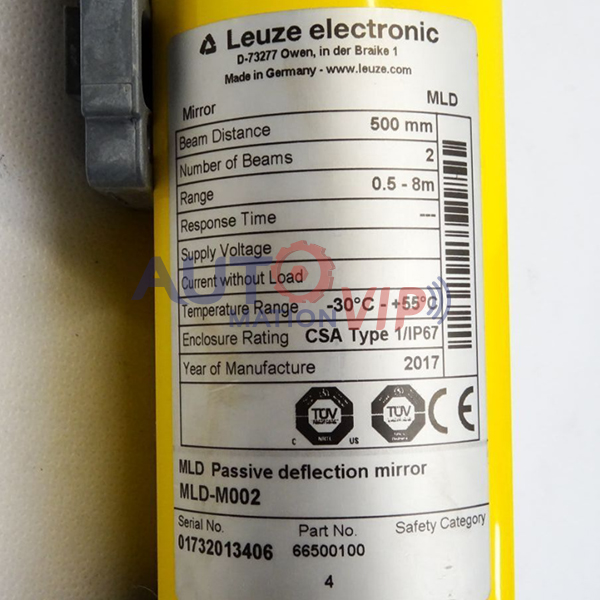 Leuze electronic
D-73277 Owen, in der Braike 1
Made in Germany - www.leuze.com
Mirror MLD
Beam Distance 500 mm
Number of Beams 2
Range 0.5 - 8m
Response Time ---
Supply Voltage
Current without Load
Temperature Range -30°C - +55°C
Enclosure Rating CSA Type 1/IP67
Year of Manufacture 2017
TÜV TÜV CE
C US
MLD Passive deflection mirror
MLD-M002
Serial No. Part No. Safety Category
01732013406 66500100
4
AUTOMATION VIP